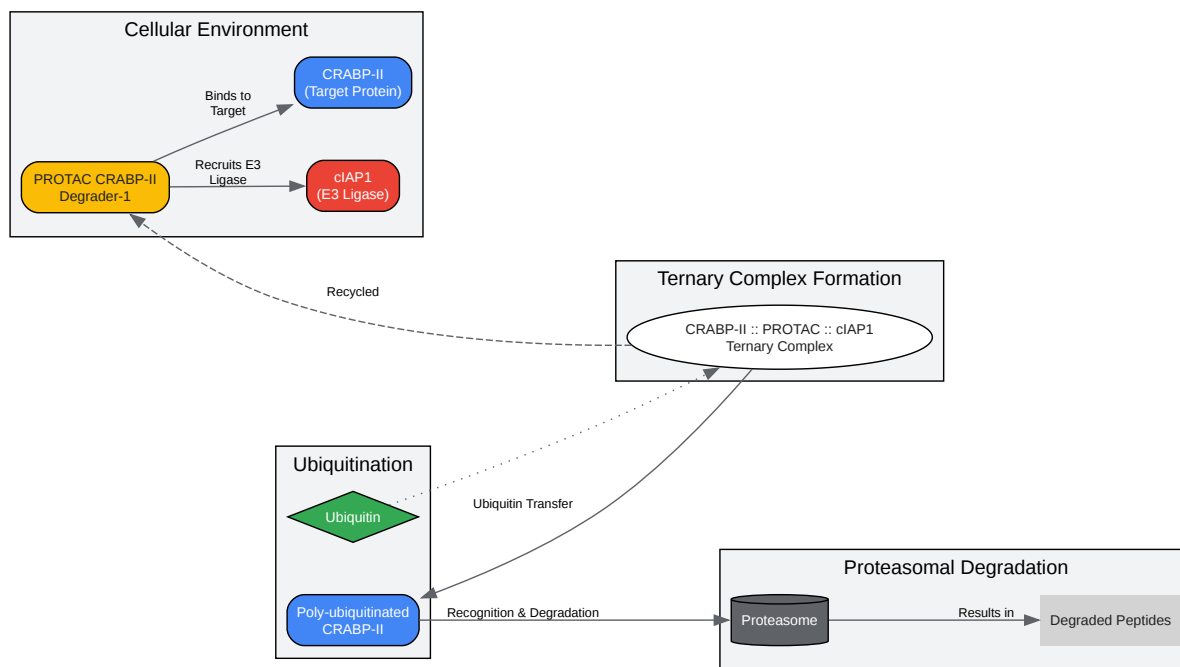 Cellular Environment
CRABP-II
(Target Protein)
Binds to
Target
PROTAC CRABP-II
Degrader-1
Recruits E3
Ligase
cIAP1
(E3 Ligase)
Recycled
Ternary Complex Formation
CRABP-II :: PROTAC :: cIAP1
Ternary Complex
Ubiquitination
Ubiquitin
Ubiquitin Transfer
Poly-ubiquitinated
CRABP-II
Recognition & Degradation
Proteasomal Degradation
Proteasome
Results in
Degraded Peptides